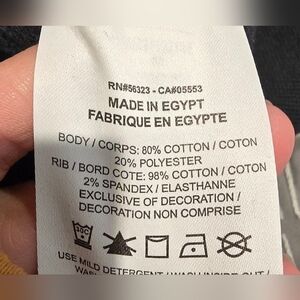 RN#56323 - CA#05553
MADE IN EGYPT
FABRIQUE EN EGYPTE
BODY / CORPS: 80% COTTON / COTON
20% POLYESTER
RIB / BORD COTE: 98% COTTON / COTON
2% SPANDEX / ELASTHANNE
EXCLUSIVE OF DECORATION /
DECORATION NON COMPRISE
USE MILD DETERGENT / WASH INSIDE OUT /